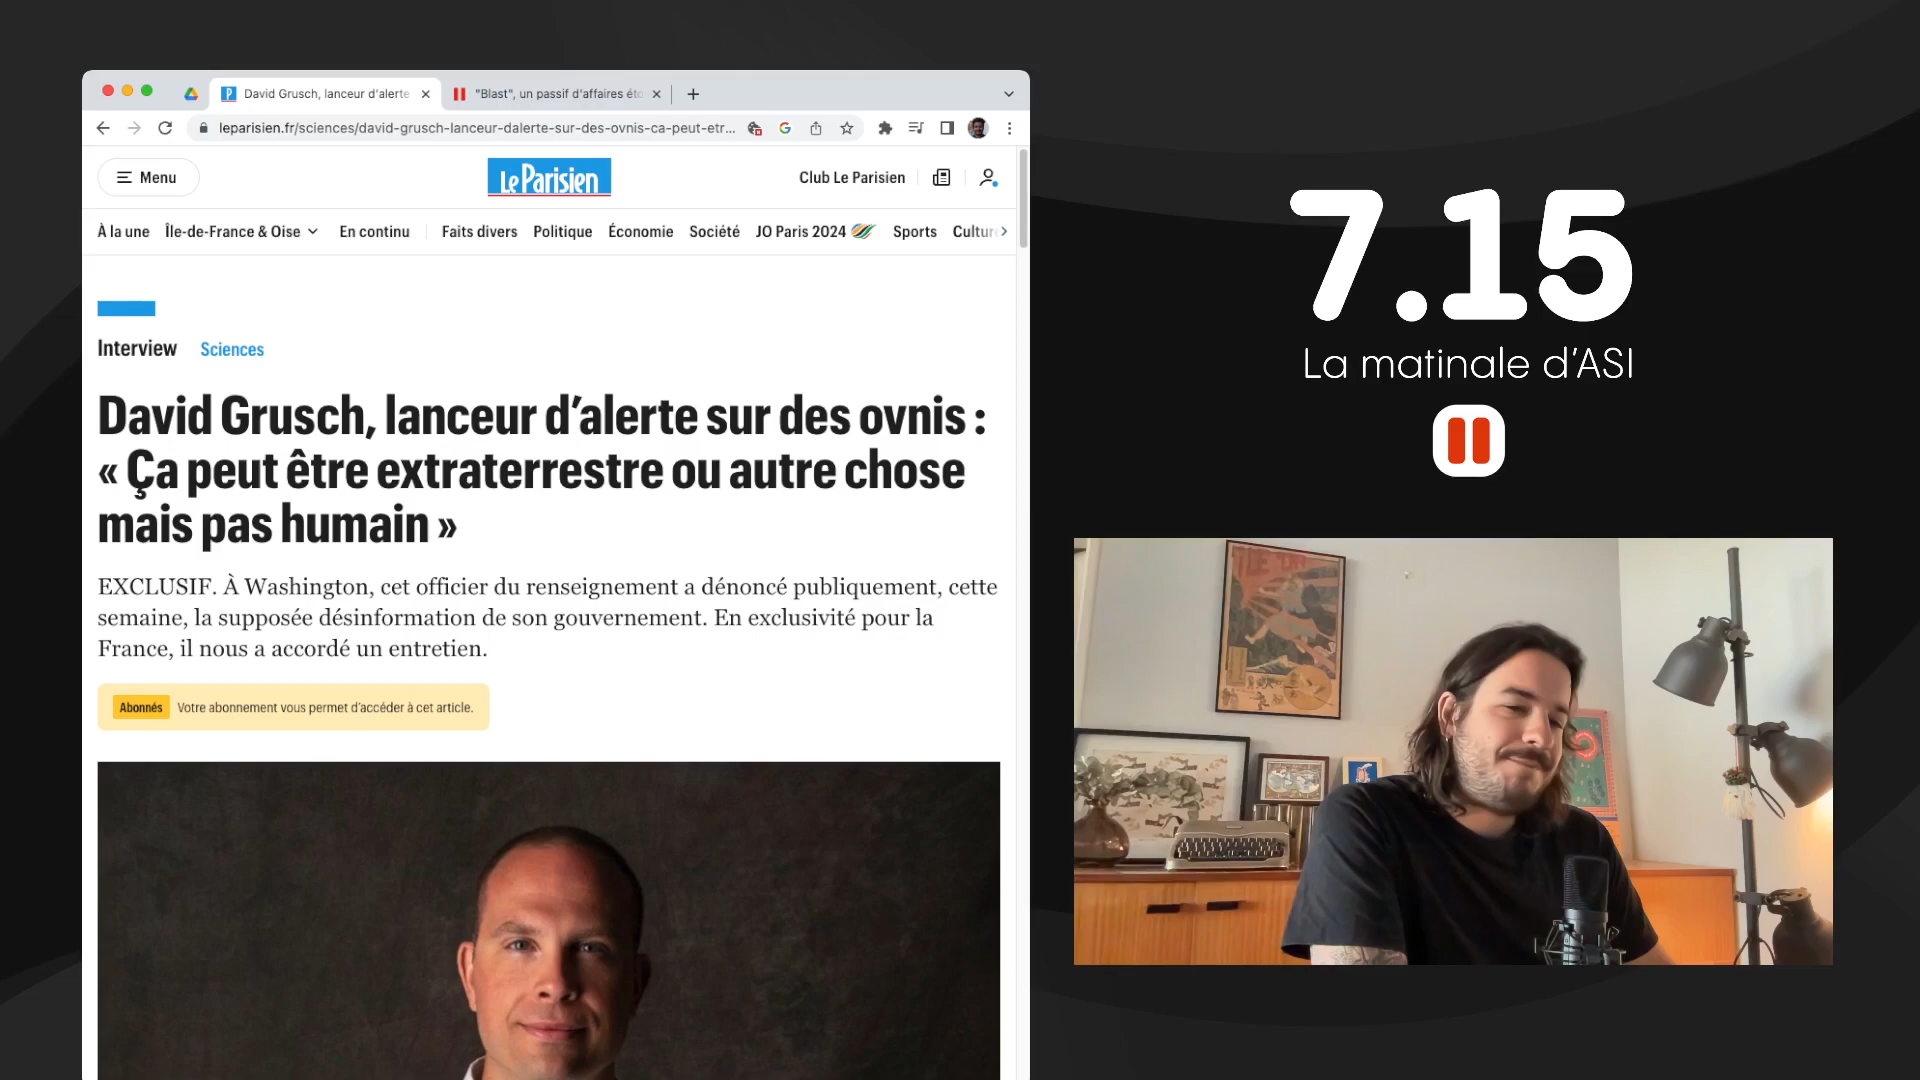 David Grusch, lanceur d'alerte
"Blast", un passif d'affaires éto
leparisien.fr/sciences/david-grusch-lanceur-dalerte-sur-des-ovnis-ca-peut-etr...
Menu
Le Parisien
Club Le Parisien
À la une
Île-de-France & Oise
En continu
Faits divers
Politique
Économie
Société
JO Paris 2024
Sports
Culture
Interview
Sciences
David Grusch, lanceur d’alerte sur des ovnis :
« Ça peut être extraterrestre ou autre chose
mais pas humain »
EXCLUSIF. À Washington, cet officier du renseignement a dénoncé publiquement, cette
semaine, la supposée désinformation de son gouvernement. En exclusivité pour la
France, il nous a accordé un entretien.
Abonnés
Votre abonnement vous permet d’accéder à cet article.
7.15
La matinale d’ASI